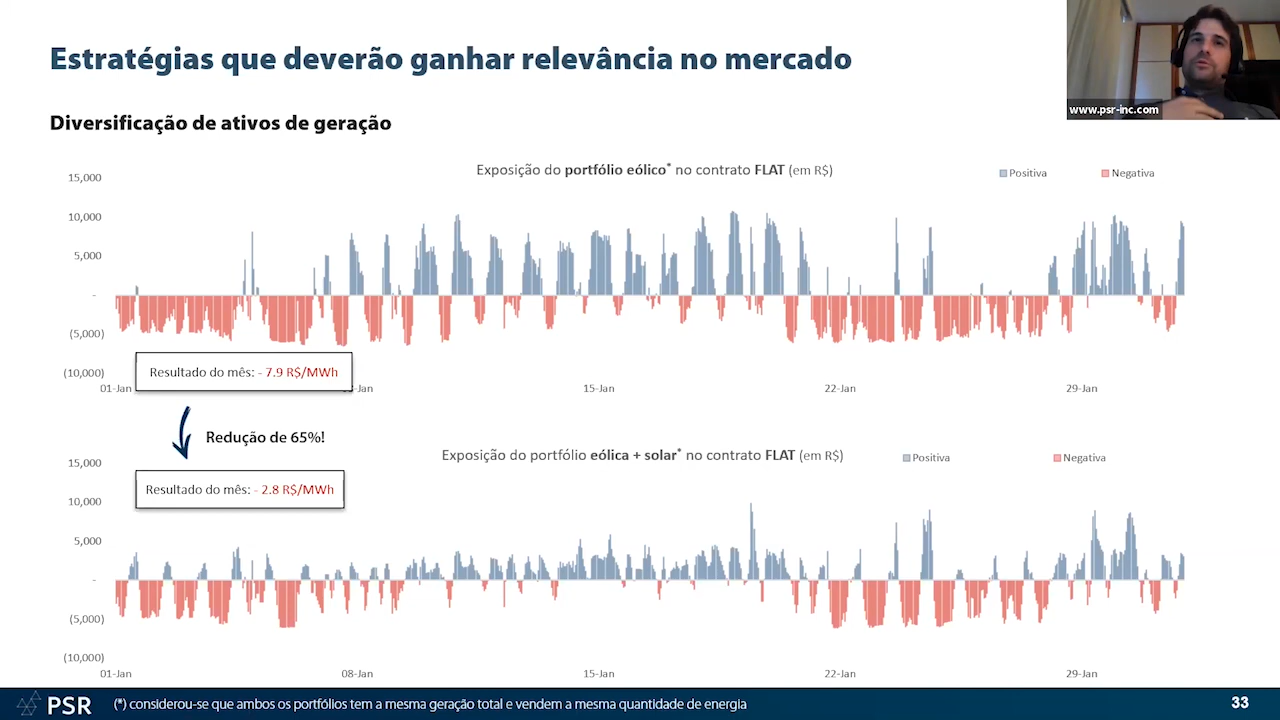 Estratégias que deverão ganhar relevância no mercado
www.psr-inc.com
Diversificação de ativos de geração
Exposição do portfólio eólico* no contrato FLAT (em R$)
Positiva
Negativa
15,000
10,000
5,000
-
(5,000)
(10,000)
Resultado do mês: - 7.9 R$/MWh
01-Jan
-Jan
15-Jan
22-Jan
29-Jan
Redução de 65%!
Exposição do portfólio eólica + solar* no contrato FLAT (em R$)
Positiva
Negativa
15,000
Resultado do mês: - 2.8 R$/MWh
10,000
5,000
-
(5,000)
(10,000)
01-Jan
08-Jan
15-Jan
22-Jan
29-Jan
PSR
(*) considerou-se que ambos os portfólios tem a mesma geração total e vendem a mesma quantidade de energia
33